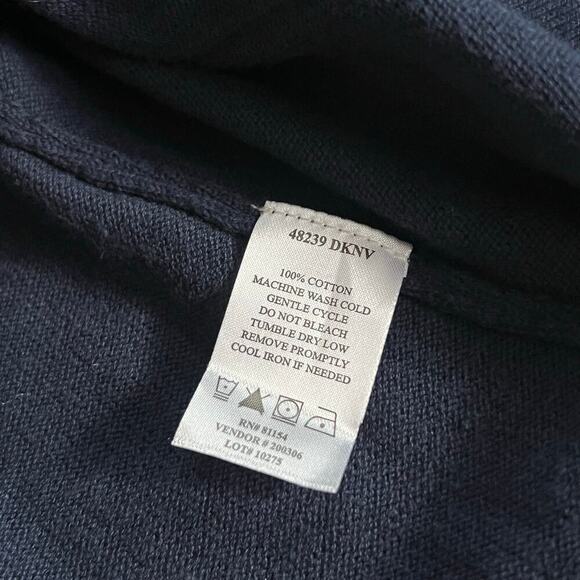 48239 DKNV
100% COTTON
MACHINE WASH COLD
GENTLE CYCLE
DO NOT BLEACH
TUMBLE DRY LOW
REMOVE PROMPTLY
COOL IRON IF NEEDED
RN# 81154
VENDOR # 200306
LOT# 10275